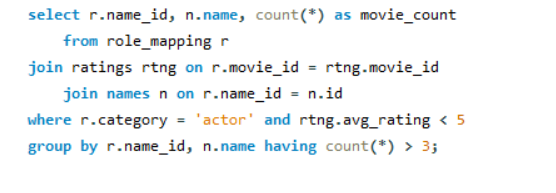 select r.name_id, n.name, count(*) as movie_count
from role_mapping r
join ratings rtng on r.movie_id = rtng.movie_id
join names n on r.name_id = n.id
where r.category = 'actor' and rtng.avg_rating < 5
group by r.name_id, n.name having count(*) > 3;